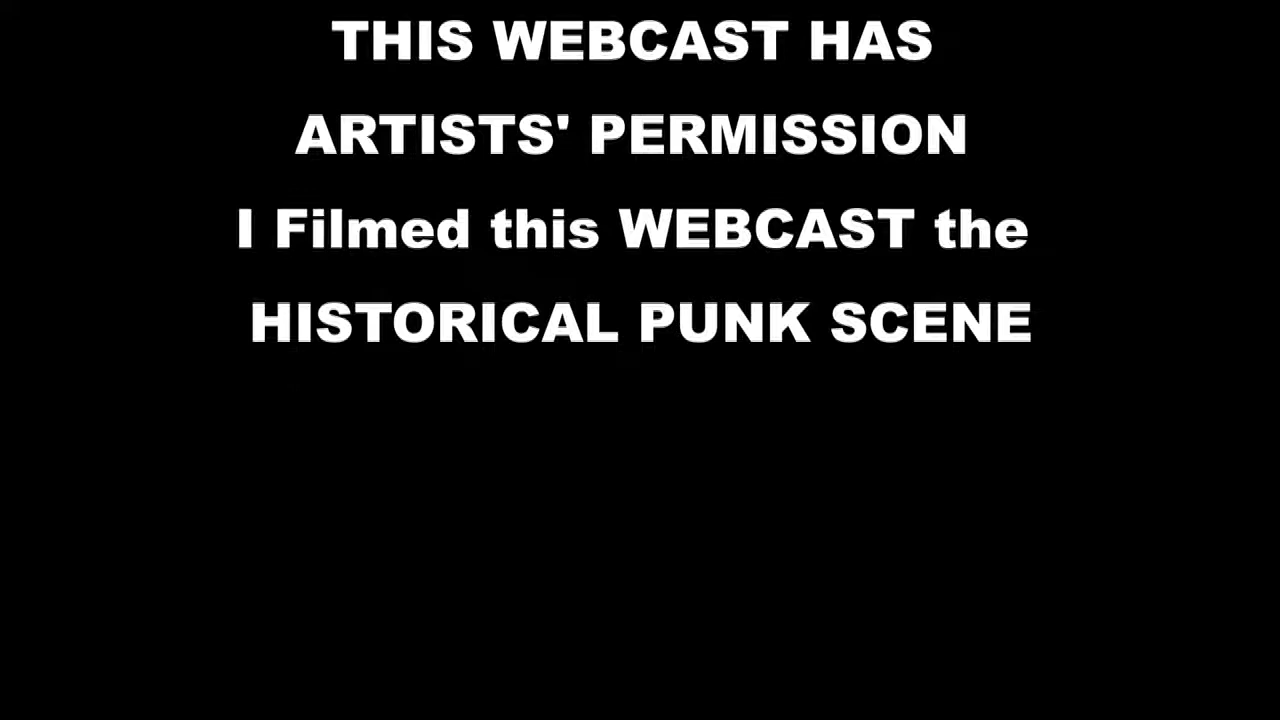 THIS WEBCAST HAS
ARTISTS' PERMISSION
I Filmed this WEBCAST the
HISTORICAL PUNK SCENE